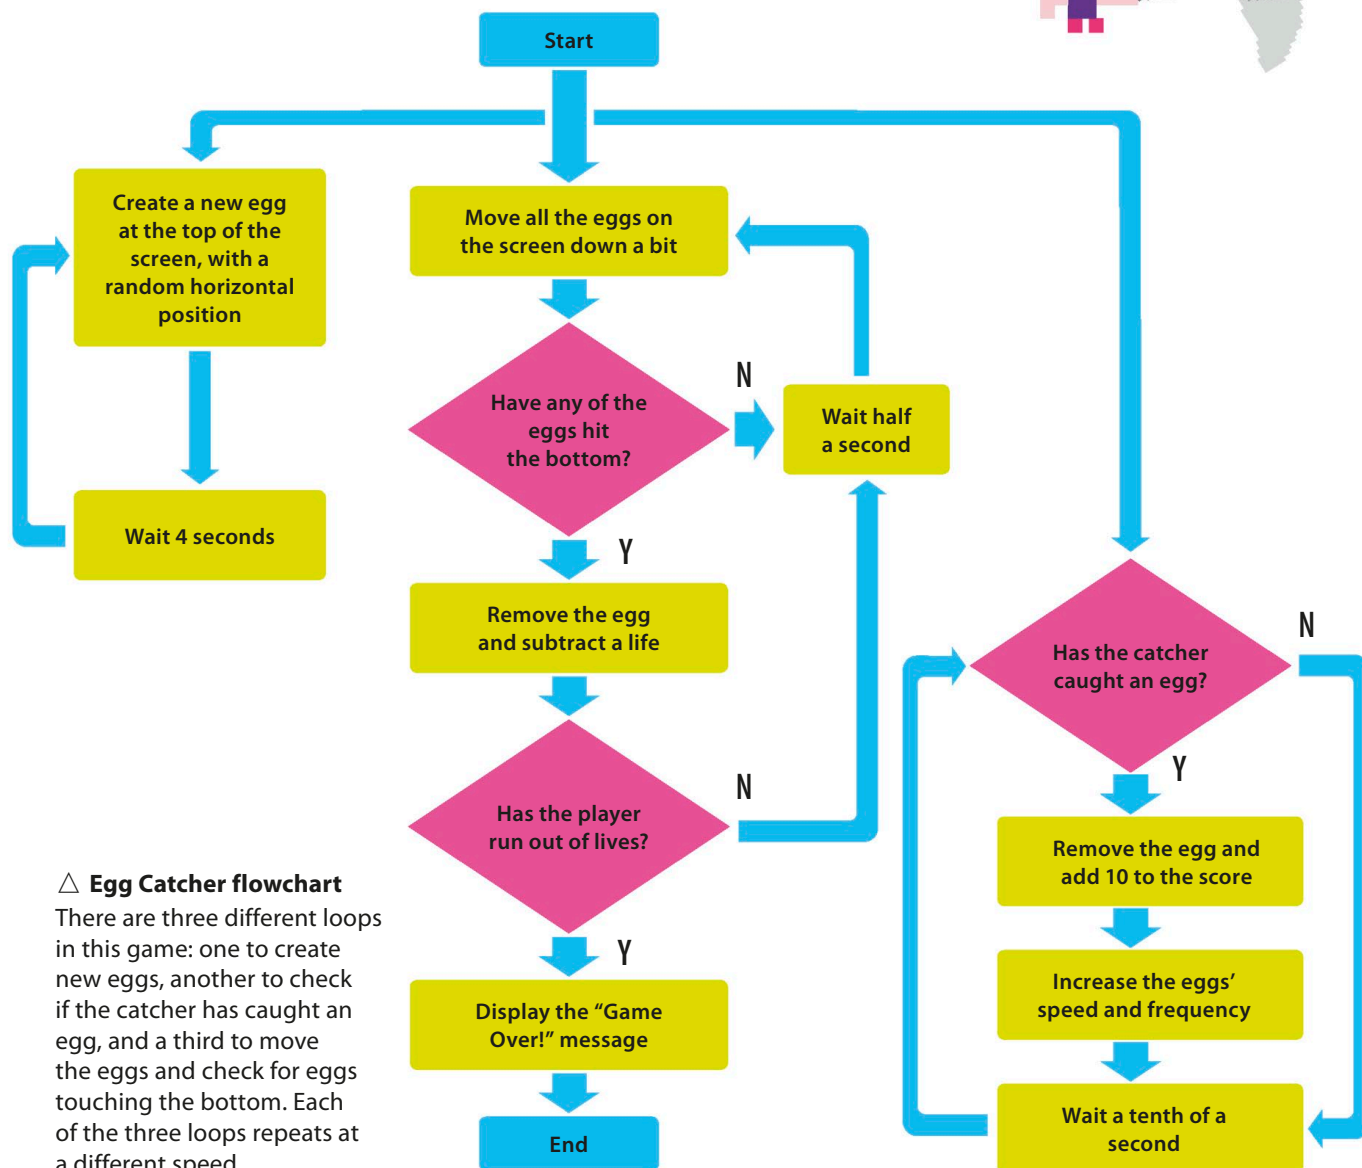 Start
Create a new egg
at the top of the
screen, with a
random horizontal
position
Wait 4 seconds
Move all the eggs on
the screen down a bit
Have any of the
eggs hit
the bottom?
N
Wait half
a second
Y
Remove the egg
and subtract a life
Has the player
run out of lives?
N
Y
Display the “Game
Over!” message
End
Has the catcher
caught an egg?
N
Y
Remove the egg and
add 10 to the score
Increase the eggs’
speed and frequency
Wait a tenth of a
second
△ Egg Catcher flowchart
There are three different loops
in this game: one to create
new eggs, another to check
if the catcher has caught an
egg, and a third to move
the eggs and check for eggs
touching the bottom. Each
of the three loops repeats at
a different speed